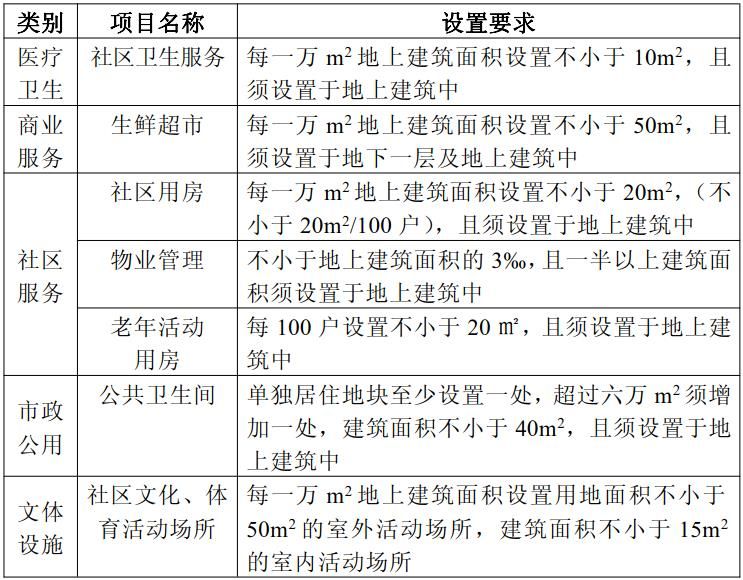 类别 项目名称 设置要求
医疗
卫生
社区卫生服务
每一万 m²地上建筑面积设置不小于 10m²，且
须设置于地上建筑中
商业
服务
生鲜超市
每一万 m²地上建筑面积设置不小于 50m²，且
须设置于地下一层及地上建筑中
社区
服务
社区用房
每一万 m²地上建筑面积设置不小于 20m²，（不
小于 20m²/100 户），且须设置于地上建筑中
物业管理
不小于地上建筑面积的 3‰，且一半以上建筑面
积须设置于地上建筑中
老年活动
用房
每 100 户设置不小于 20 ㎡，且须设置于地上建
筑中
市政
公用
公共卫生间
单独居住地块至少设置一处，超过六万 m²须增
加一处，建筑面积不小于 40m²，且须设置于地
上建筑中
文体
设施
社区文化、体
育活动场所
每一万 m²地上建筑面积设置用地面积不小于
50m²的室外活动场所，建筑面积不小于 15m²
的室内活动场所